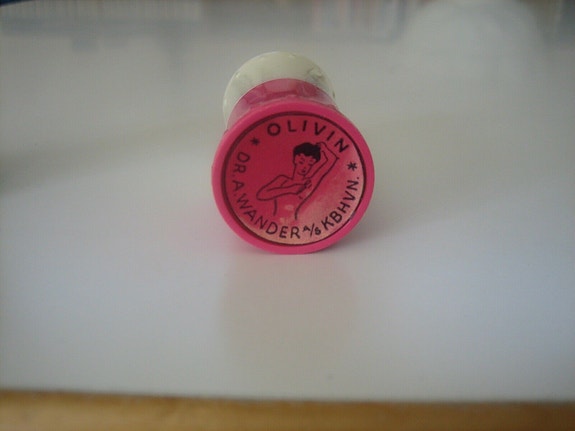 * OLIVIN *
DR. A. WANDER A/S KBHVN.